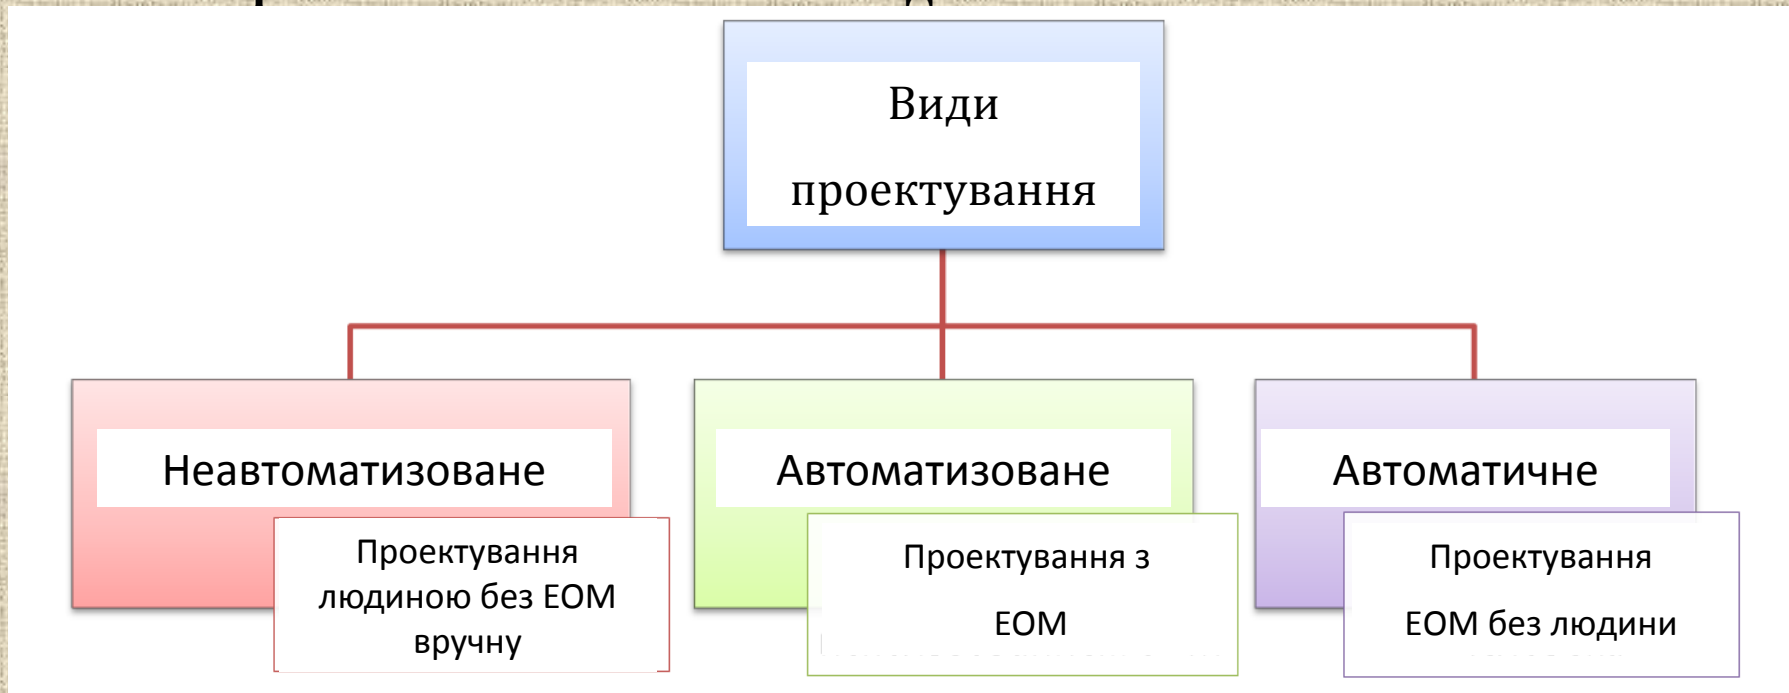 Види
проектування
Неавтоматизоване
Автоматизоване
Автоматичне
Проектування
людиною без ЕОМ
вручну
Проектування з
ЕОМ
Проектування
ЕОМ без людини